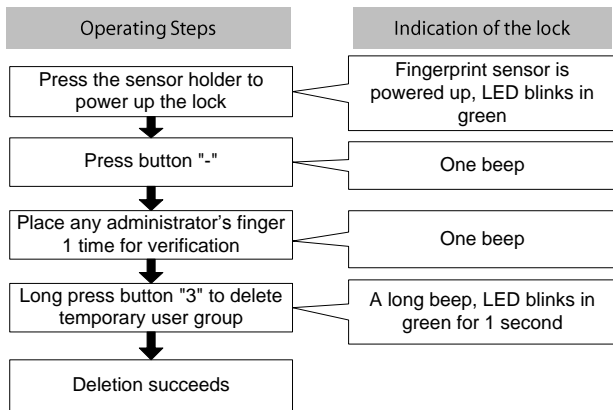 Operating Steps
Indication of the lock
Press the sensor holder to
power up the lock
Fingerprint sensor is
powered up, LED blinks in
green
Press button "-"
One beep
Place any administrator's finger
1 time for verification
One beep
Long press button "3" to delete
temporary user group
A long beep, LED blinks in
green for 1 second
Deletion succeeds